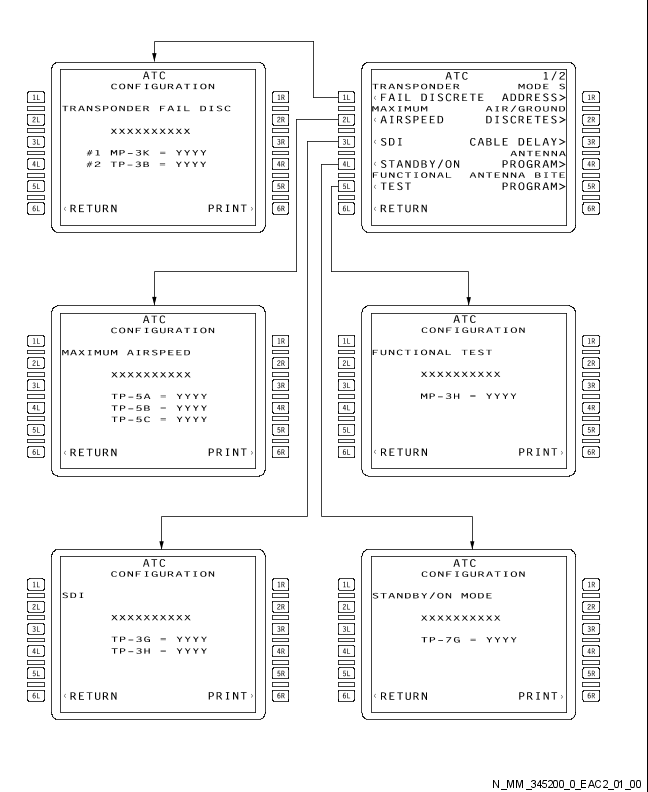 ATC
CONFIGURATION
TRANSPONDER FAIL DISC
XXXXXXXXXX
#1 MP-3K = YYYY
#2 TP-3B = YYYY
<RETURN PRINT>
1L
2L
3L
4L
5L
6L
1R
2R
3R
4R
5R
6R
ATC 1/2
TRANSPONDER MODE S
<FAIL DISCRETE ADDRESS>
MAXIMUM AIR/GROUND
<AIRSPEED DISCRETES>
<SDI CABLE DELAY>
ANTENNA
<STANDBY/ON PROGRAM>
FUNCTIONAL ANTENNA BITE
<TEST PROGRAM>
<RETURN
1L
2L
3L
4L
5L
6L
1R
2R
3R
4R
5R
6R
ATC
CONFIGURATION
MAXIMUM AIRSPEED
XXXXXXXXXX
TP-5A = YYYY
TP-5B = YYYY
TP-5C = YYYY
<RETURN PRINT>
1L
2L
3L
4L
5L
6L
1R
2R
3R
4R
5R
6R
ATC
CONFIGURATION
FUNCTIONAL TEST
XXXXXXXXXX
MP-3H = YYYY
<RETURN PRINT>
1L
2L
3L
4L
5L
6L
1R
2R
3R
4R
5R
6R
ATC
CONFIGURATION
SDI
XXXXXXXXXX
TP-3G = YYYY
TP-3H = YYYY
<RETURN PRINT>
1L
2L
3L
4L
5L
6L
1R
2R
3R
4R
5R
6R
ATC
CONFIGURATION
STANDBY/ON MODE
XXXXXXXXXX
TP-7G = YYYY
<RETURN PRINT>
1L
2L
3L
4L
5L
6L
1R
2R
3R
4R
5R
6R
N_MM_345200_0_EAC2_01_00